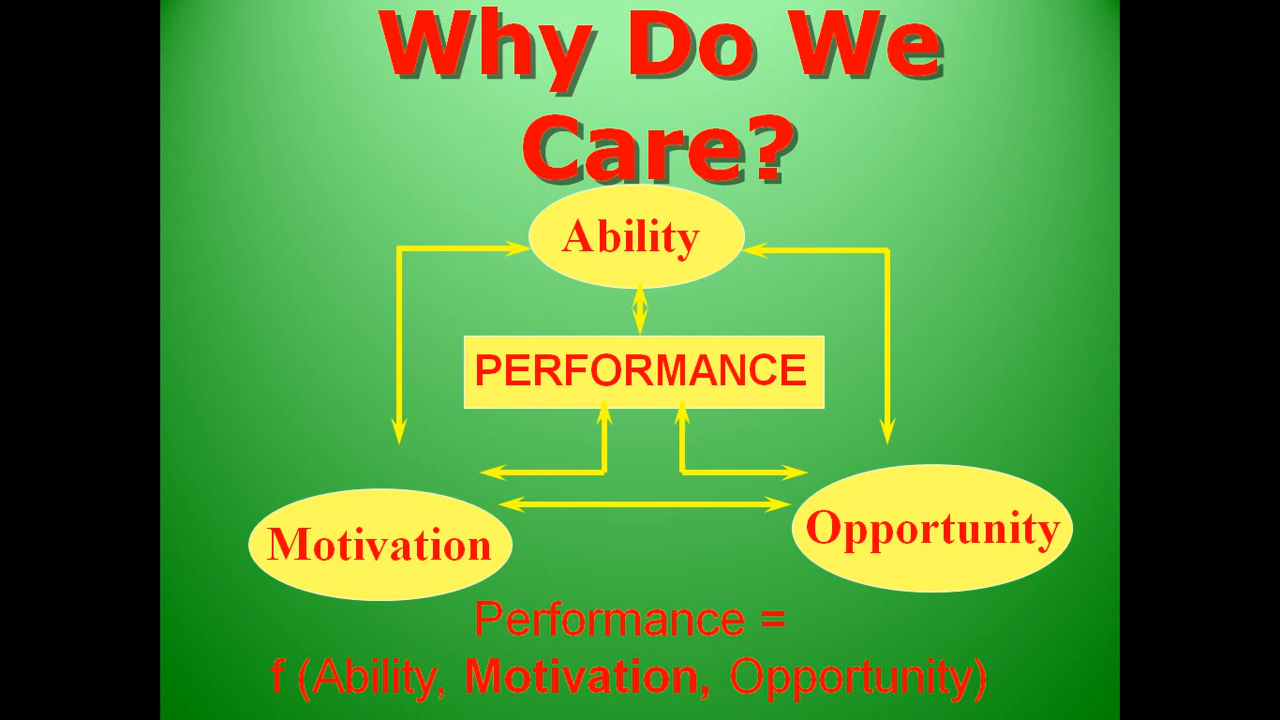 Why Do We
Care?
Ability
PERFORMANCE
Motivation
Opportunity
Performance =
f (Ability, Motivation, Opportunity)